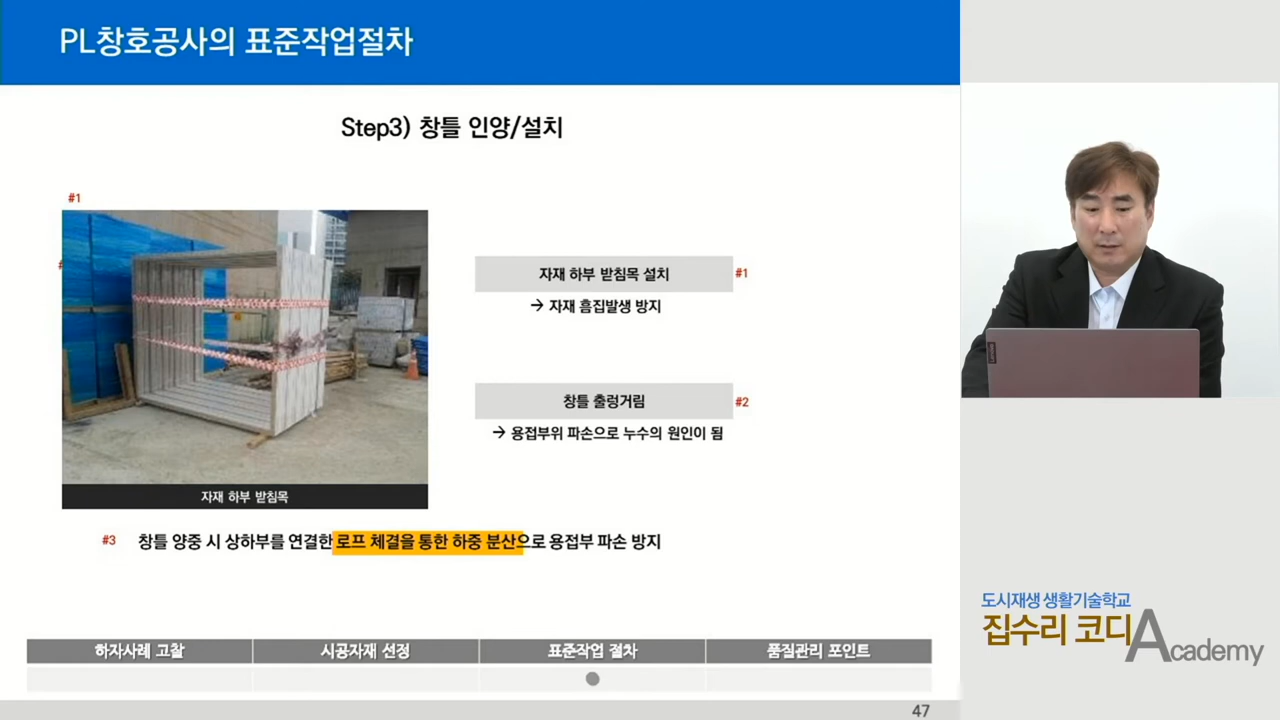 PL창호공사의 표준작업절차
Step3) 창틀 인양/설치
#1
자재 하부 받침목 설치 #1
→ 자재 흠집발생 방지
창틀 출렁거림 #2
→ 용접부위 파손으로 누수의 원인이 됨
자재 하부 받침목
#3 창틀 양중 시 상하부를 연결한 로프 체결을 통한 하중 분산으로 용접부 파손 방지
하자사례 고찰 시공자재 선정 표준작업 절차 품질관리 포인트
47
도시재생 생활기술학교
집수리 코디 Academy